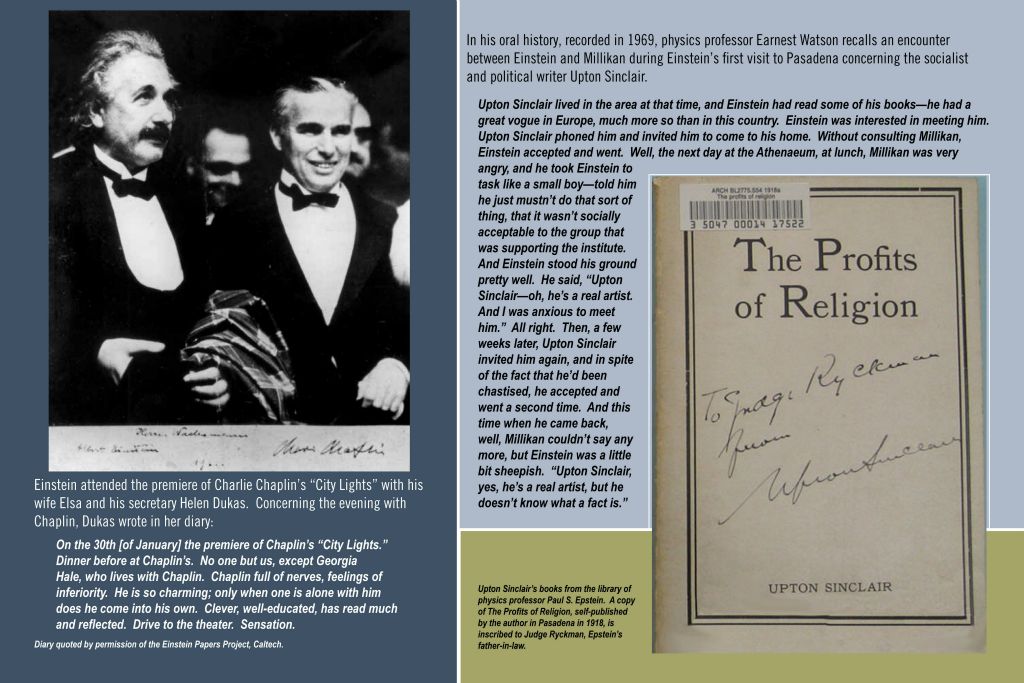 Albert Einstein
Charlie Chaplin
Einstein attended the premiere of Charlie Chaplin's “City Lights” with his
wife Elsa and his secretary Helen Dukas.  Concerning the evening with
Chaplin, Dukas wrote in her diary:
On the 30th [of January] the premiere of Chaplin's “City Lights.”
Dinner before at Chaplin's.  No one but us, except Georgia
Hale, who lives with Chaplin.  Chaplin full of nerves, feelings of
inferiority.  He is so charming; only when one is alone with him
does he come into his own.  Clever, well-educated, has read much
and reflected.  Drive to the theater.  Sensation.
Diary quoted by permission of the Einstein Papers Project, Caltech.
In his oral history, recorded in 1969, physics professor Earnest Watson recalls an encounter
between Einstein and Millikan during Einstein's first visit to Pasadena concerning the socialist
and political writer Upton Sinclair.
Upton Sinclair lived in the area at that time, and Einstein had read some of his books—he had a
great vogue in Europe, much more so than in this country.  Einstein was interested in meeting him.
Upton Sinclair phoned him and invited him to come to his home.  Without consulting Millikan,
Einstein accepted and went.  Well, the next day at the Athenaeum, at lunch, Millikan was very
angry, and he took Einstein to
task like a small boy—told him
he just mustn't do that sort of
thing, that it wasn't socially
acceptable to the group that
was supporting the institute.
And Einstein stood his ground
pretty well.  He said, “Upton
Sinclair—oh, he's a real artist.
And I was anxious to meet
him.”  All right.  Then, a few
weeks later, Upton Sinclair
invited him again, and in spite
of the fact that he'd been
chastised, he accepted and
went a second time.  And this
time when he came back,
well, Millikan couldn't say any
more, but Einstein was a little
bit sheepish.  “Upton Sinclair,
yes, he's a real artist, but he
doesn't know what a fact is.”
ARCH BL2775.S54 1918a
The profits of religion
3 5047 00014 17522
The Profits
of Religion
To Judge Ryckman
from
Upton Sinclair
UPTON SINCLAIR
Upton Sinclair's books from the library of
physics professor Paul S. Epstein.  A copy
of The Profits of Religion, self-published
by the author in Pasadena in 1918, is
inscribed to Judge Ryckman, Epstein's
father-in-law.